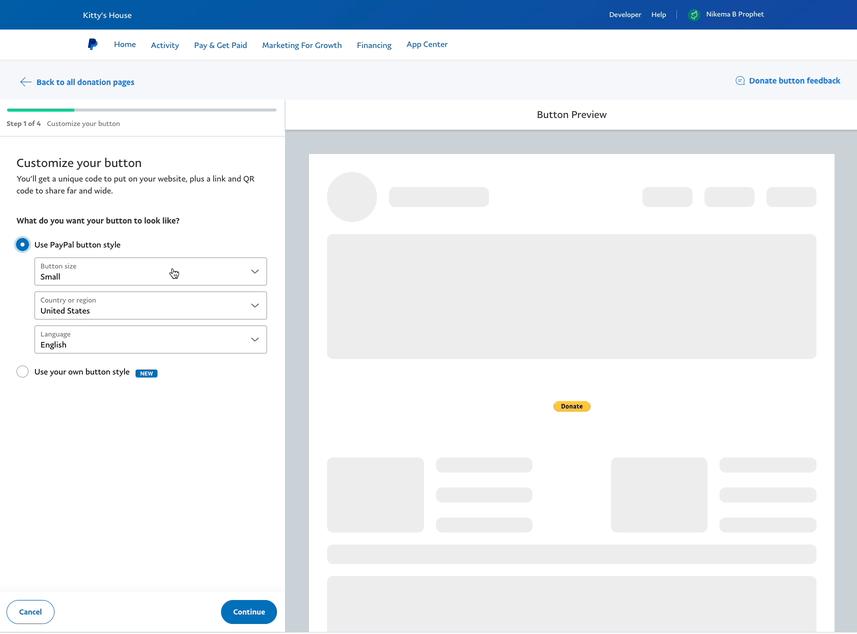 Kitty's House
Developer Help Nikema B Prophet
Home Activity Pay & Get Paid Marketing For Growth Financing App Center
Back to all donation pages
Donate button feedback
Step 1 of 4 Customize your button
Button Preview
Customize your button
You'll get a unique code to put on your website, plus a link and QR
code to share far and wide.
What do you want your button to look like?
Use PayPal button style
Button size
Small
Country or region
United States
Language
English
Use your own button style NEW
Donate
Cancel
Continue